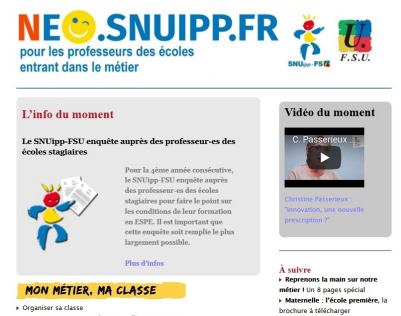 NEO.SNUIPP.FR
pour les professeurs des écoles
entrant dans le métier
SNUipp-FSU
U.
F.S.U.
L'info du moment
Le SNUipp-FSU enquête auprès des professeur-es des
écoles stagiaires
Pour la 4ème année consécutive,
le SNUipp-FSU enquête auprès
des professeur-es des écoles
stagiaires pour faire le point sur
les conditions de leur formation
en ESPE. Il est important que
cette enquête soit remplie le plus
largement possible.
Plus d'infos
MON MÉTIER, MA CLASSE
Organiser sa classe
Vidéo du moment
C. Passerieux
Christine Passerieux :
"Innovation, une nouvelle
prescription ?"
À suivre
Reprenons la main sur notre
métier ! Un 8 pages spécial
Maternelle : l'école première, la
brochure à télécharger